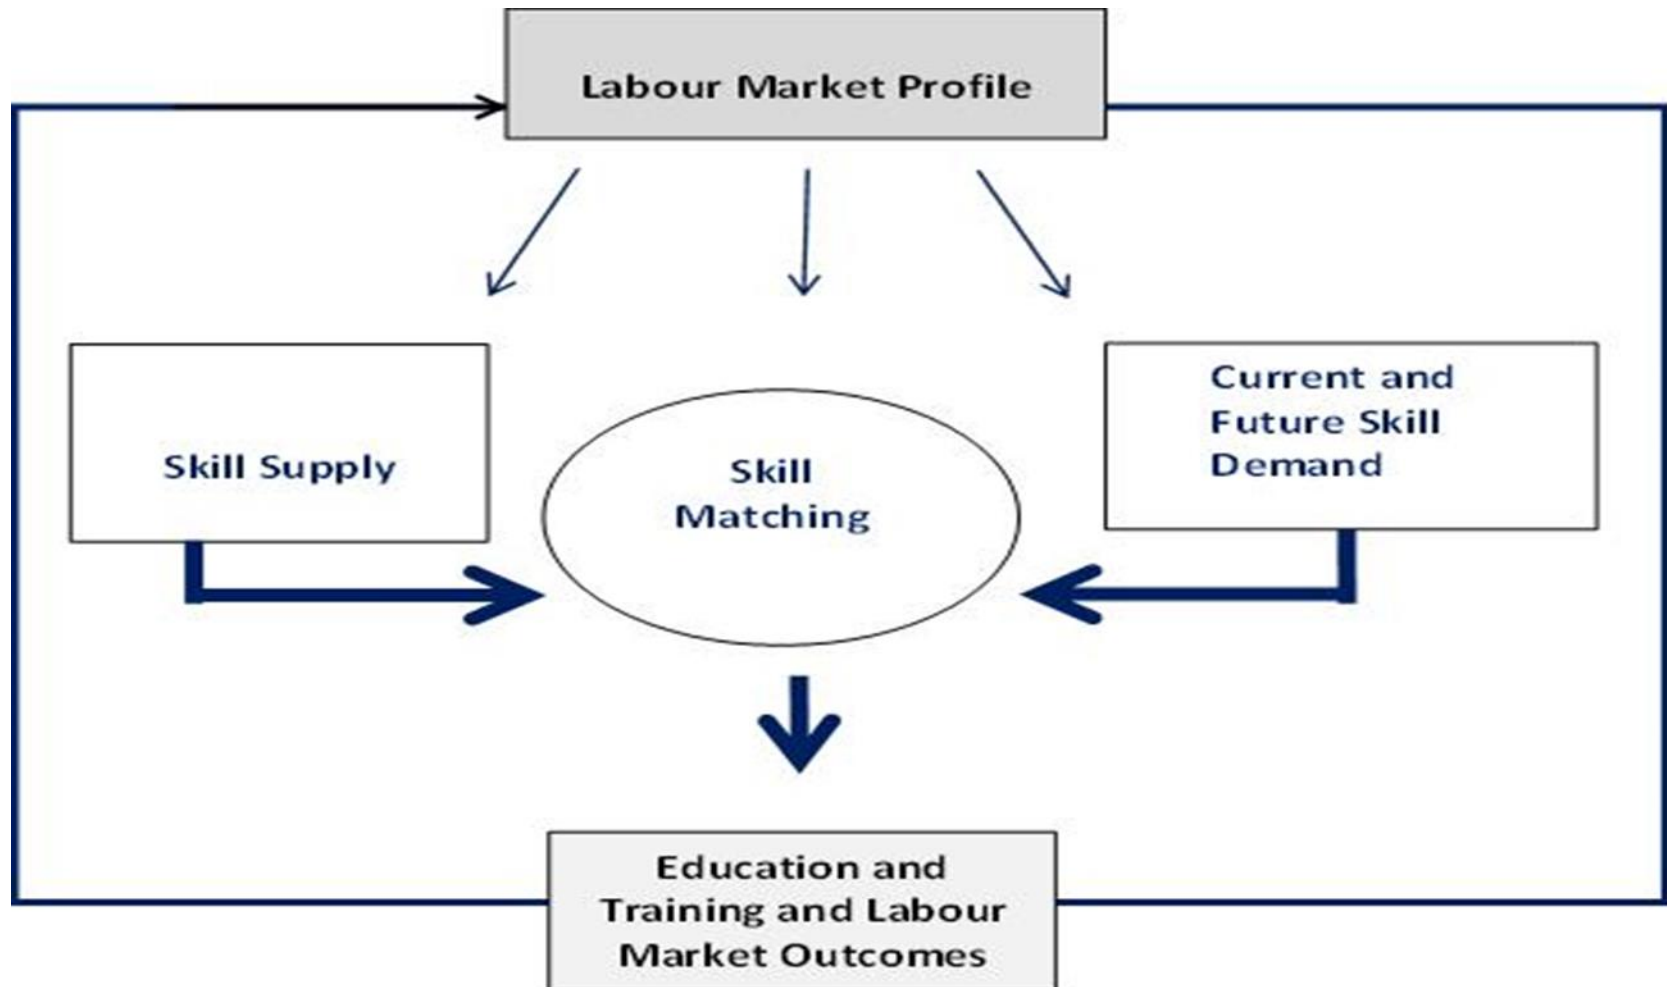 Labour Market Profile
Skill Supply
Skill
Matching
Current and
Future Skill
Demand
Education and
Training and Labour
Market Outcomes